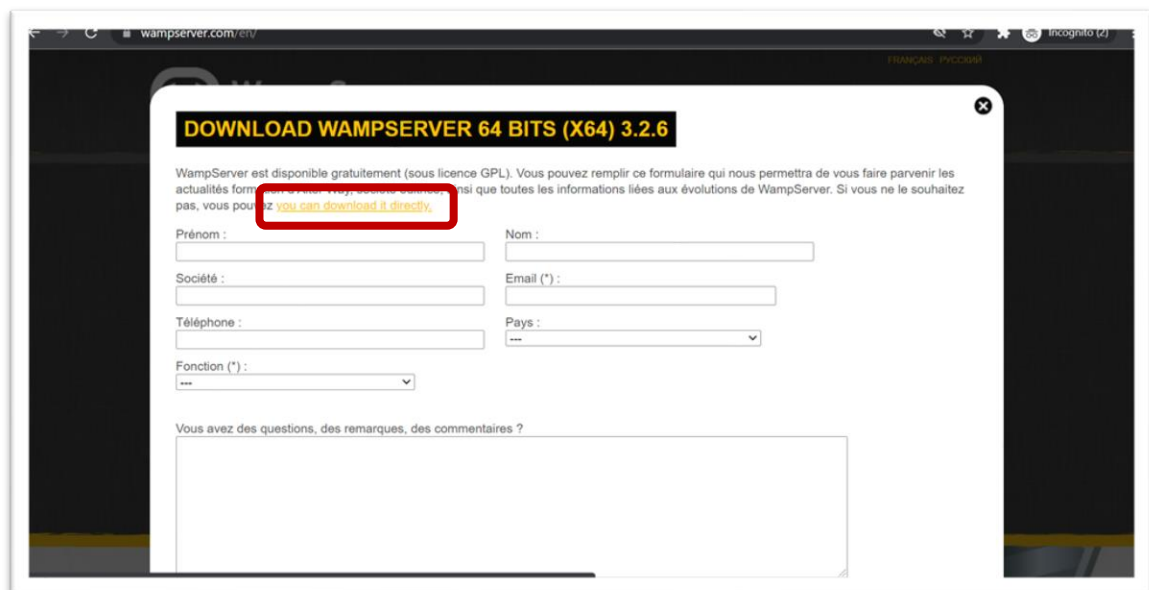 wampserver.com/en/
Incognito (2)
FRANÇAIS РУССКИЙ
DOWNLOAD WAMPSERVER 64 BITS (X64) 3.2.6
WampServer est disponible gratuitement (sous licence GPL). Vous pouvez remplir ce formulaire qui nous permettra de vous faire parvenir les
actualités que toutes les informations liées aux évolutions de WampServer. Si vous ne le souhaitez
pas, vous pouvez you can download it directly.
Prénom :
Nom :
Société :
Email (*) :
Téléphone :
Pays :
---
Fonction (*) :
---
Vous avez des questions, des remarques, des commentaires ?